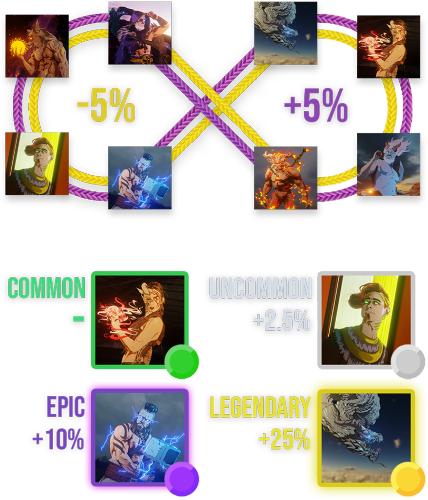 -5%
+5%
COMMON
-
UNCOMMON
+2.5%
EPIC
+10%
LEGENDARY
+25%